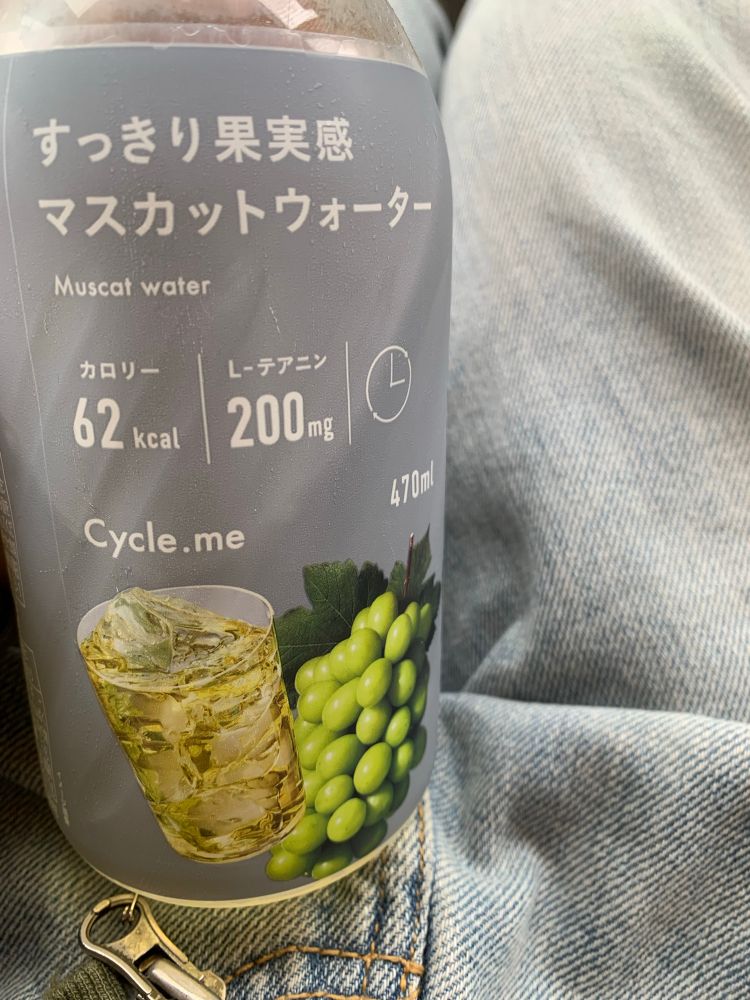 すっきり果実感
マスカットウォーター
Muscat water
カロリー
62 kcal
L-テアニン
200mg
470ml
Cycle.me